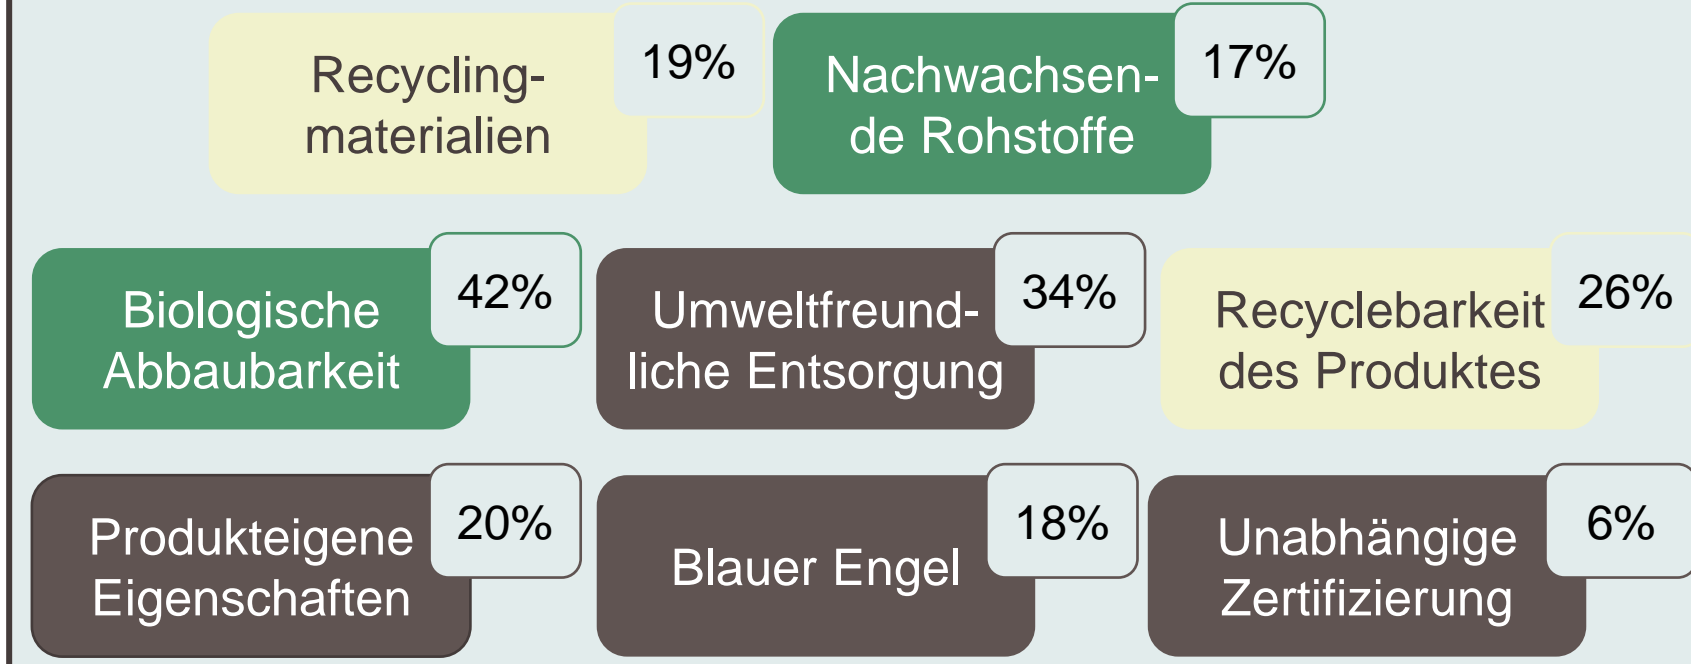 Recycling-
materialien
19%
Nachwachsen-
de Rohstoffe
17%
Biologische
Abbaubarkeit
42%
Umweltfreund-
liche Entsorgung
34%
Recyclebarkeit
des Produktes
26%
Produkteigene
Eigenschaften
20%
Blauer Engel
18%
Unabhängige
Zertifizierung
6%